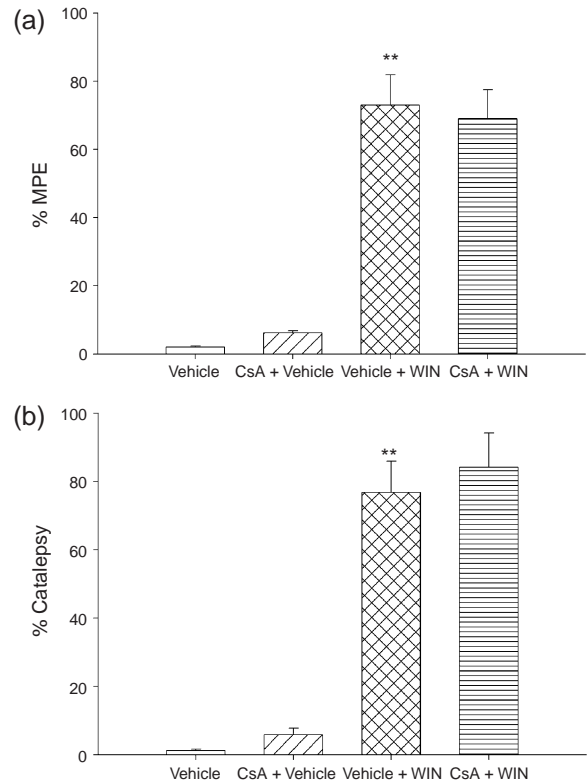 (a)
**
100
80
60
40
20
0
% MPE
Vehicle CsA + Vehicle Vehicle + WIN CsA + WIN
(b)
**
100
80
60
40
20
0
% Catalepsy
Vehicle CsA + Vehicle Vehicle + WIN CsA + WIN